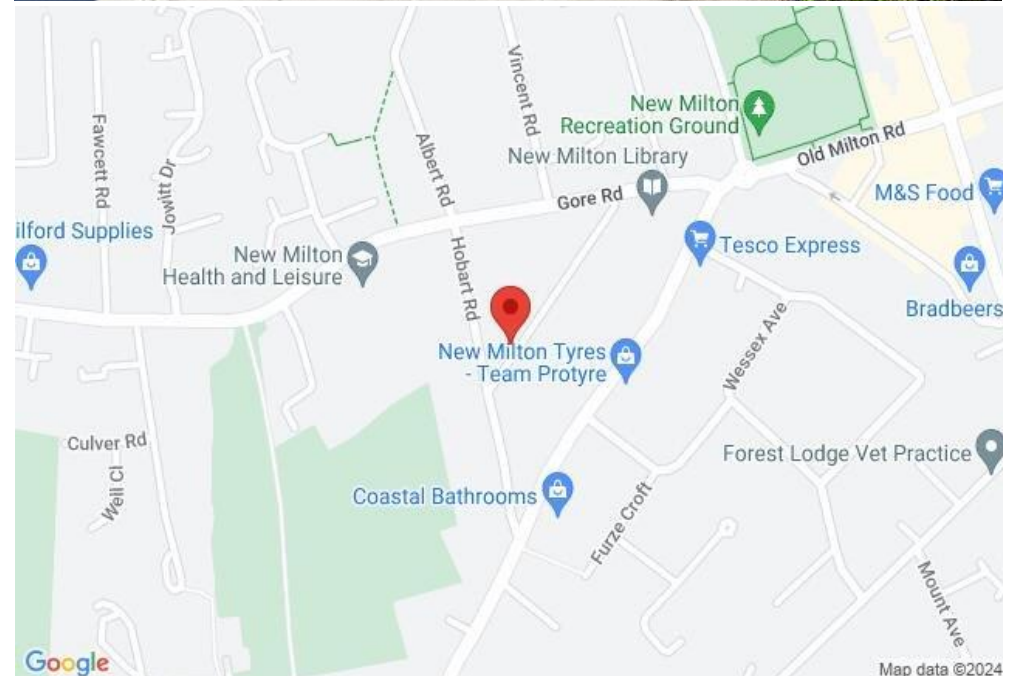 Vincent Rd
New Milton
Recreation Ground
Old Milton Rd
Fawcett Rd
Jowitt Dr
Albert Rd
New Milton Library
Gore Rd
M&S Food
ilford Supplies
New Milton
Health and Leisure
Hobart Rd
Tesco Express
Bradbeers
New Milton Tyres
- Team Protyre
Wessex Ave
Culver Rd
Well Cl
Forest Lodge Vet Practice
Coastal Bathrooms
Furze Croft
Mount Ave
Google
Map data ©2024